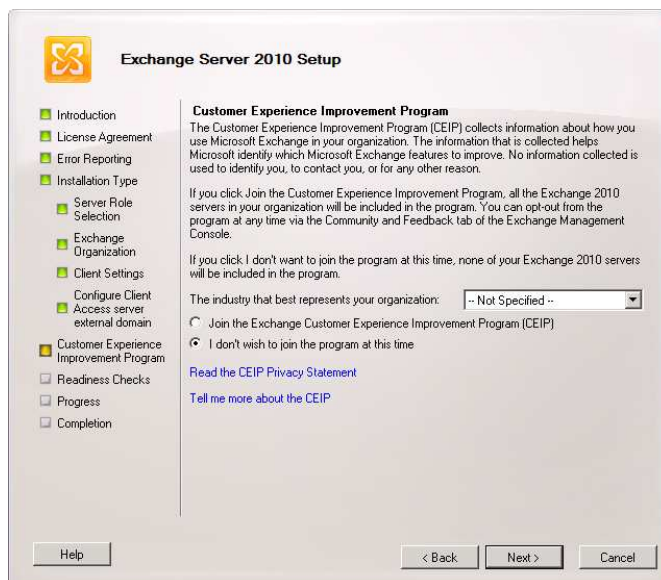 Exchange Server 2010 Setup
Introduction
License Agreement
Error Reporting
Installation Type
Server Role
Selection
Exchange
Organization
Client Settings
Configure Client
Access server
external domain
Customer Experience
Improvement Program
Readiness Checks
Progress
Completion
Customer Experience Improvement Program
The Customer Experience Improvement Program (CEIP) collects information about how you
use Microsoft Exchange in your organization. The information that is collected helps
Microsoft identify which Microsoft Exchange features to improve. No information collected is
used to identify you, to contact you, or for any other reason.
If you click Join the Customer Experience Improvement Program, all the Exchange 2010
servers in your organization will be included in the program. You can opt-out from the
program at any time via the Community and Feedback tab of the Exchange Management
Console.
If you click I don't want to join the program at this time, none of your Exchange 2010 servers
will be included in the program.
The industry that best represents your organization: -- Not Specified --
Join the Exchange Customer Experience Improvement Program (CEIP)
I don't wish to join the program at this time
Read the CEIP Privacy Statement
Tell me more about the CEIP
Help < Back Next > Cancel